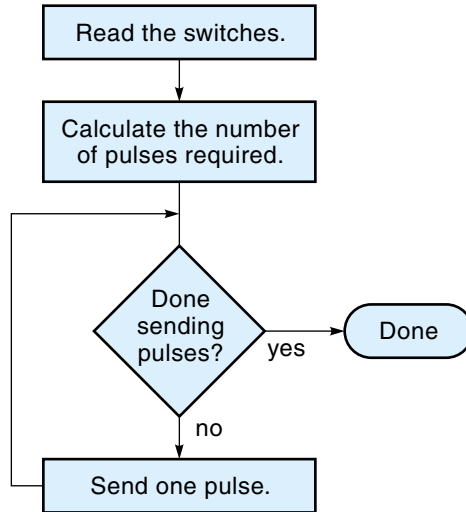 Read the switches.
Calculate the number
of pulses required.
Done
sending
pulses?
yes
Done
no
Send one pulse.